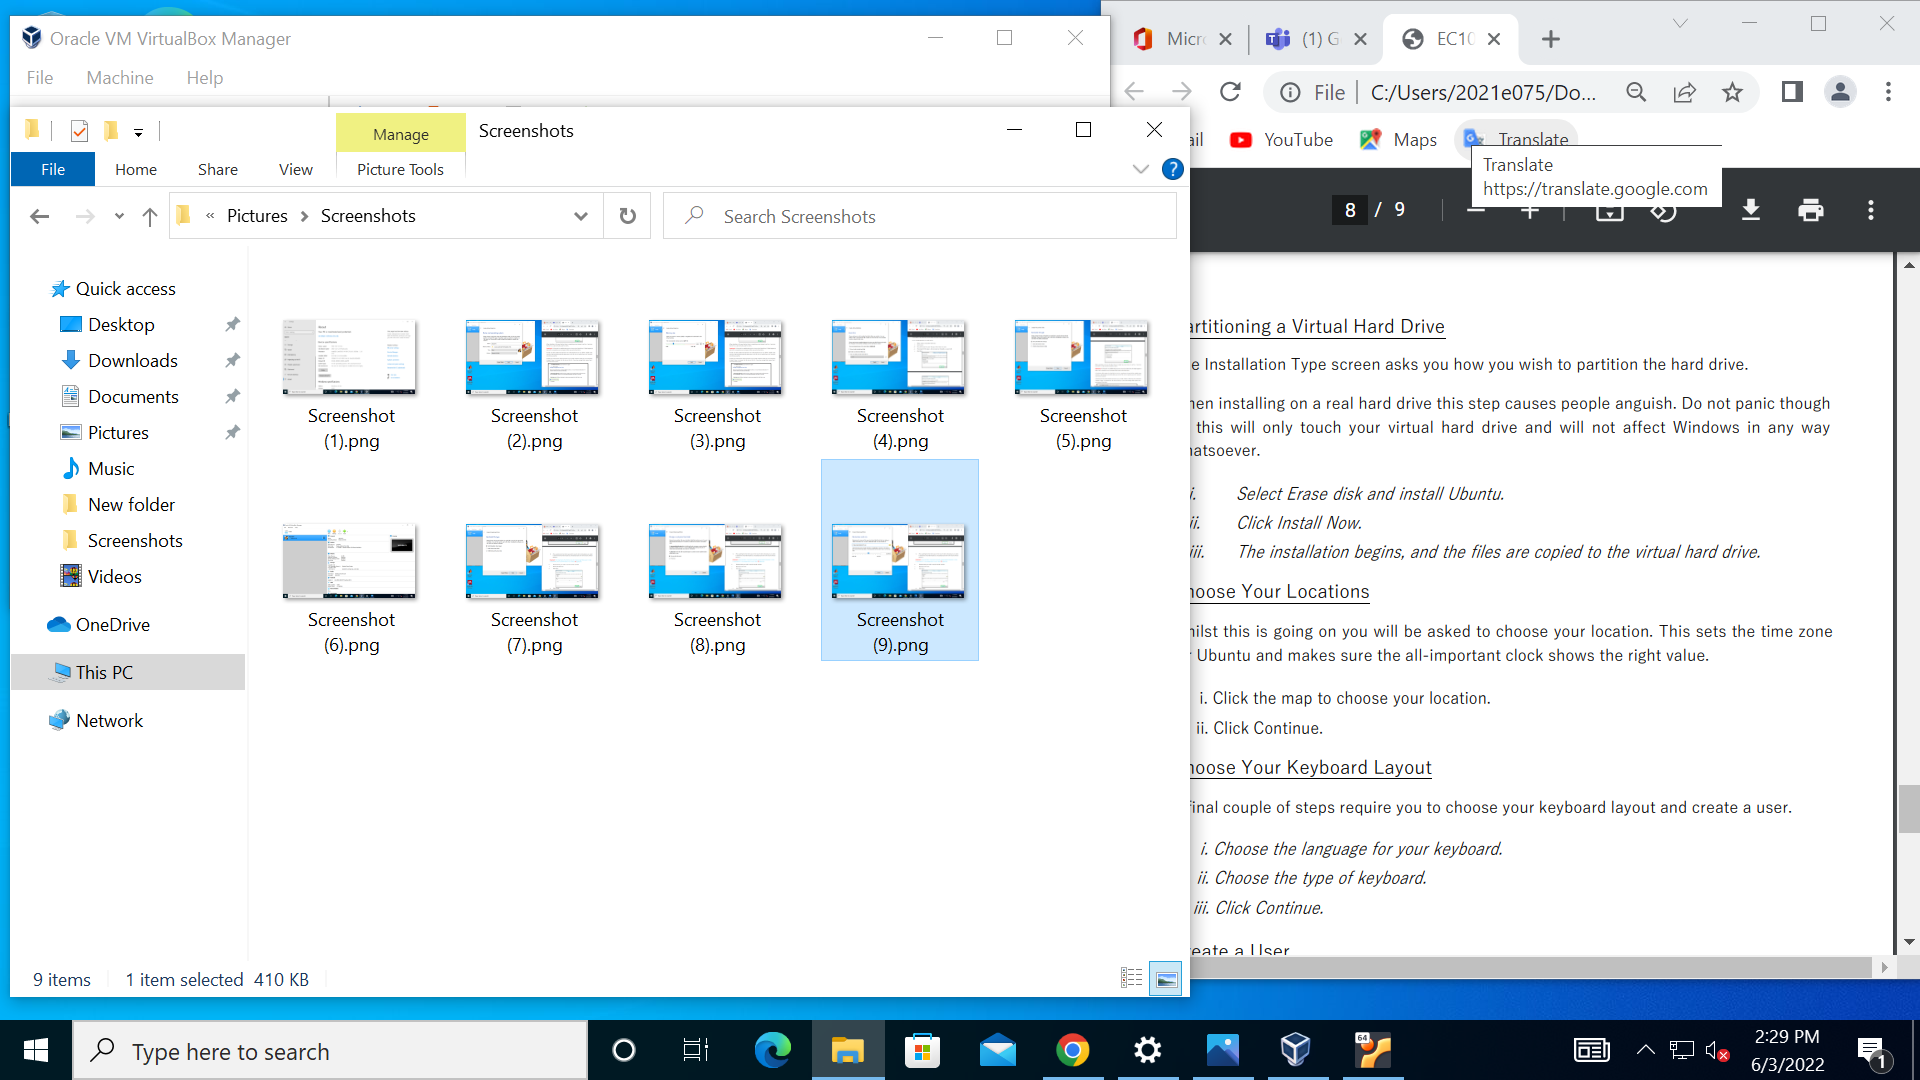 Oracle VM VirtualBox Manager
File Machine Help
Manage
Screenshots
File Home Share View Picture Tools
« Pictures > Screenshots
Search Screenshots
Quick access
Desktop
Downloads
Documents
Pictures
Music
New folder
Screenshots
Videos
OneDrive
This PC
Network
Screenshot
(1).png
Screenshot
(2).png
Screenshot
(3).png
Screenshot
(4).png
Screenshot
(5).png
Screenshot
(6).png
Screenshot
(7).png
Screenshot
(8).png
Screenshot
(9).png
9 items 1 item selected 410 KB
Micr (1) G EC10
File C:/Users/2021e075/Do...
ail YouTube Maps Translate
Translate
https://translate.google.com
8 / 9
artitioning a Virtual Hard Drive
e Installation Type screen asks you how you wish to partition the hard drive.
hen installing on a real hard drive this step causes people anguish. Do not panic though
this will only touch your virtual hard drive and will not affect Windows in any way
hatsoever.
i. Select Erase disk and install Ubuntu.
ii. Click Install Now.
iii. The installation begins, and the files are copied to the virtual hard drive.
hoose Your Locations
hilst this is going on you will be asked to choose your location. This sets the time zone
Ubuntu and makes sure the all-important clock shows the right value.
i. Click the map to choose your location.
ii. Click Continue.
hoose Your Keyboard Layout
final couple of steps require you to choose your keyboard layout and create a user.
i. Choose the language for your keyboard.
ii. Choose the type of keyboard.
iii. Click Continue.
eate a User
Type here to search
64
2:29 PM
6/3/2022
1